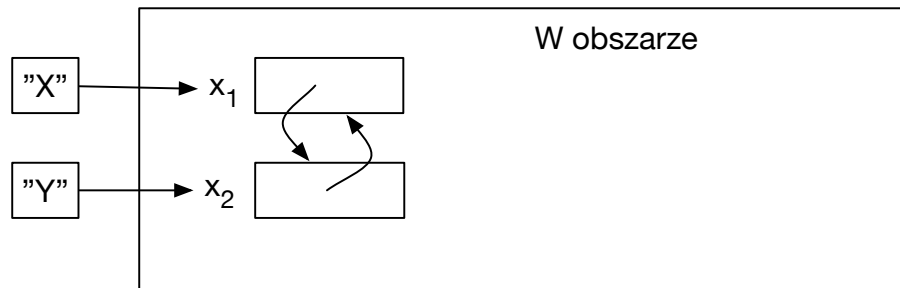 W obszarze
”X”
x₁
”Y”
x₂